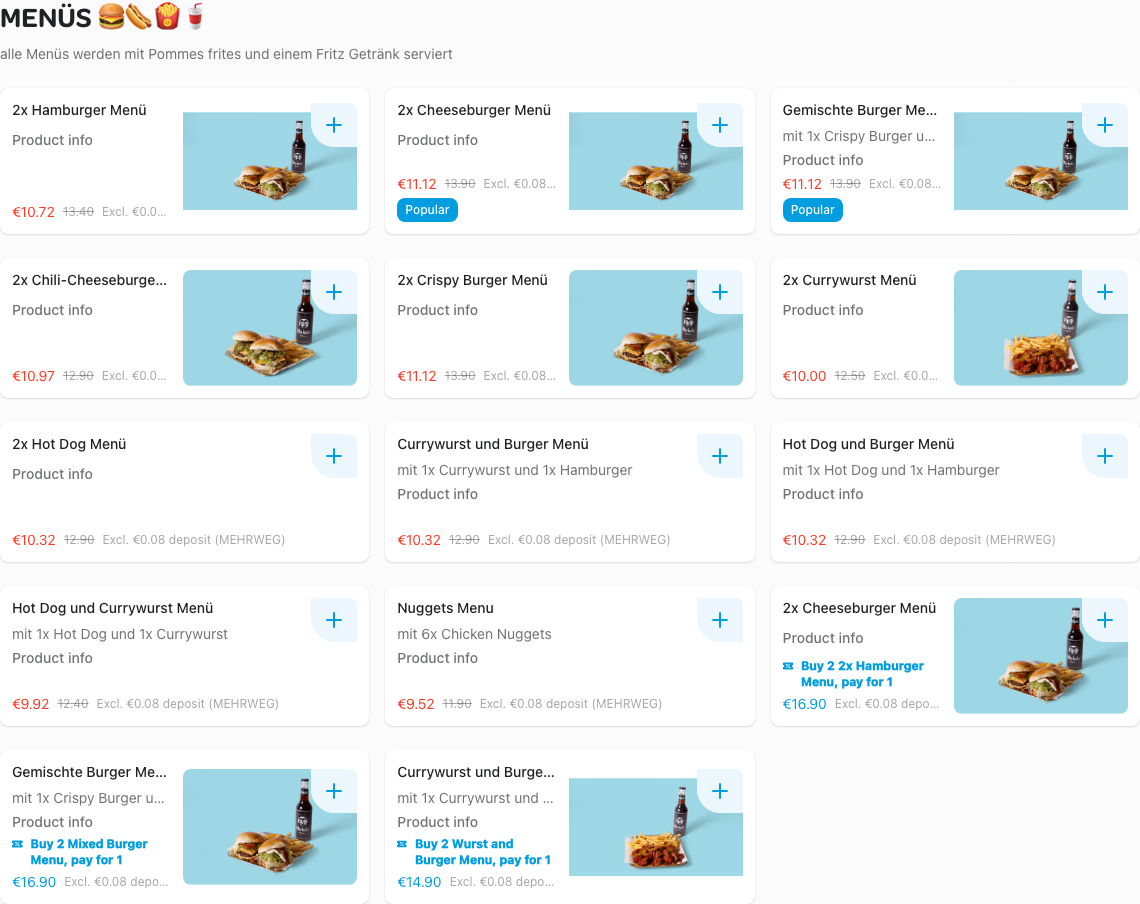 MENÜS 🍔🌭🍟🥤
alle Menüs werden mit Pommes frites und einem Fritz Getränk serviert
2x Hamburger Menü
Product info
€10.72 13.40 Excl. €0.0...
2x Cheeseburger Menü
Product info
€11.12 13.90 Excl. €0.08...
Popular
Gemischte Burger Me...
mit 1x Crispy Burger u...
Product info
€11.12 13.90 Excl. €0.08...
Popular
2x Chili-Cheeseburge...
Product info
€10.97 12.90 Excl. €0.0...
2x Crispy Burger Menü
Product info
€11.12 13.90 Excl. €0.08...
2x Currywurst Menü
Product info
€10.00 12.50 Excl. €0.0...
2x Hot Dog Menü
Product info
€10.32 12.90 Excl. €0.08 deposit (MEHRWEG)
Currywurst und Burger Menü
mit 1x Currywurst und 1x Hamburger
Product info
€10.32 12.90 Excl. €0.08 deposit (MEHRWEG)
Hot Dog und Burger Menü
mit 1x Hot Dog und 1x Hamburger
Product info
€10.32 12.90 Excl. €0.08 deposit (MEHRWEG)
Hot Dog und Currywurst Menü
mit 1x Hot Dog und 1x Currywurst
Product info
€9.92 12.40 Excl. €0.08 deposit (MEHRWEG)
Nuggets Menu
mit 6x Chicken Nuggets
Product info
€9.52 11.90 Excl. €0.08 deposit (MEHRWEG)
2x Cheeseburger Menü
Product info
Buy 2 2x Hamburger
Menu, pay for 1
€16.90 Excl. €0.08 depo...
Gemischte Burger Me...
mit 1x Crispy Burger u...
Product info
Buy 2 Mixed Burger
Menu, pay for 1
€16.90 Excl. €0.08 depo...
Currywurst und Burge...
mit 1x Currywurst und ...
Product info
Buy 2 Wurst and
Burger Menu, pay for 1
€14.90 Excl. €0.08 depo...